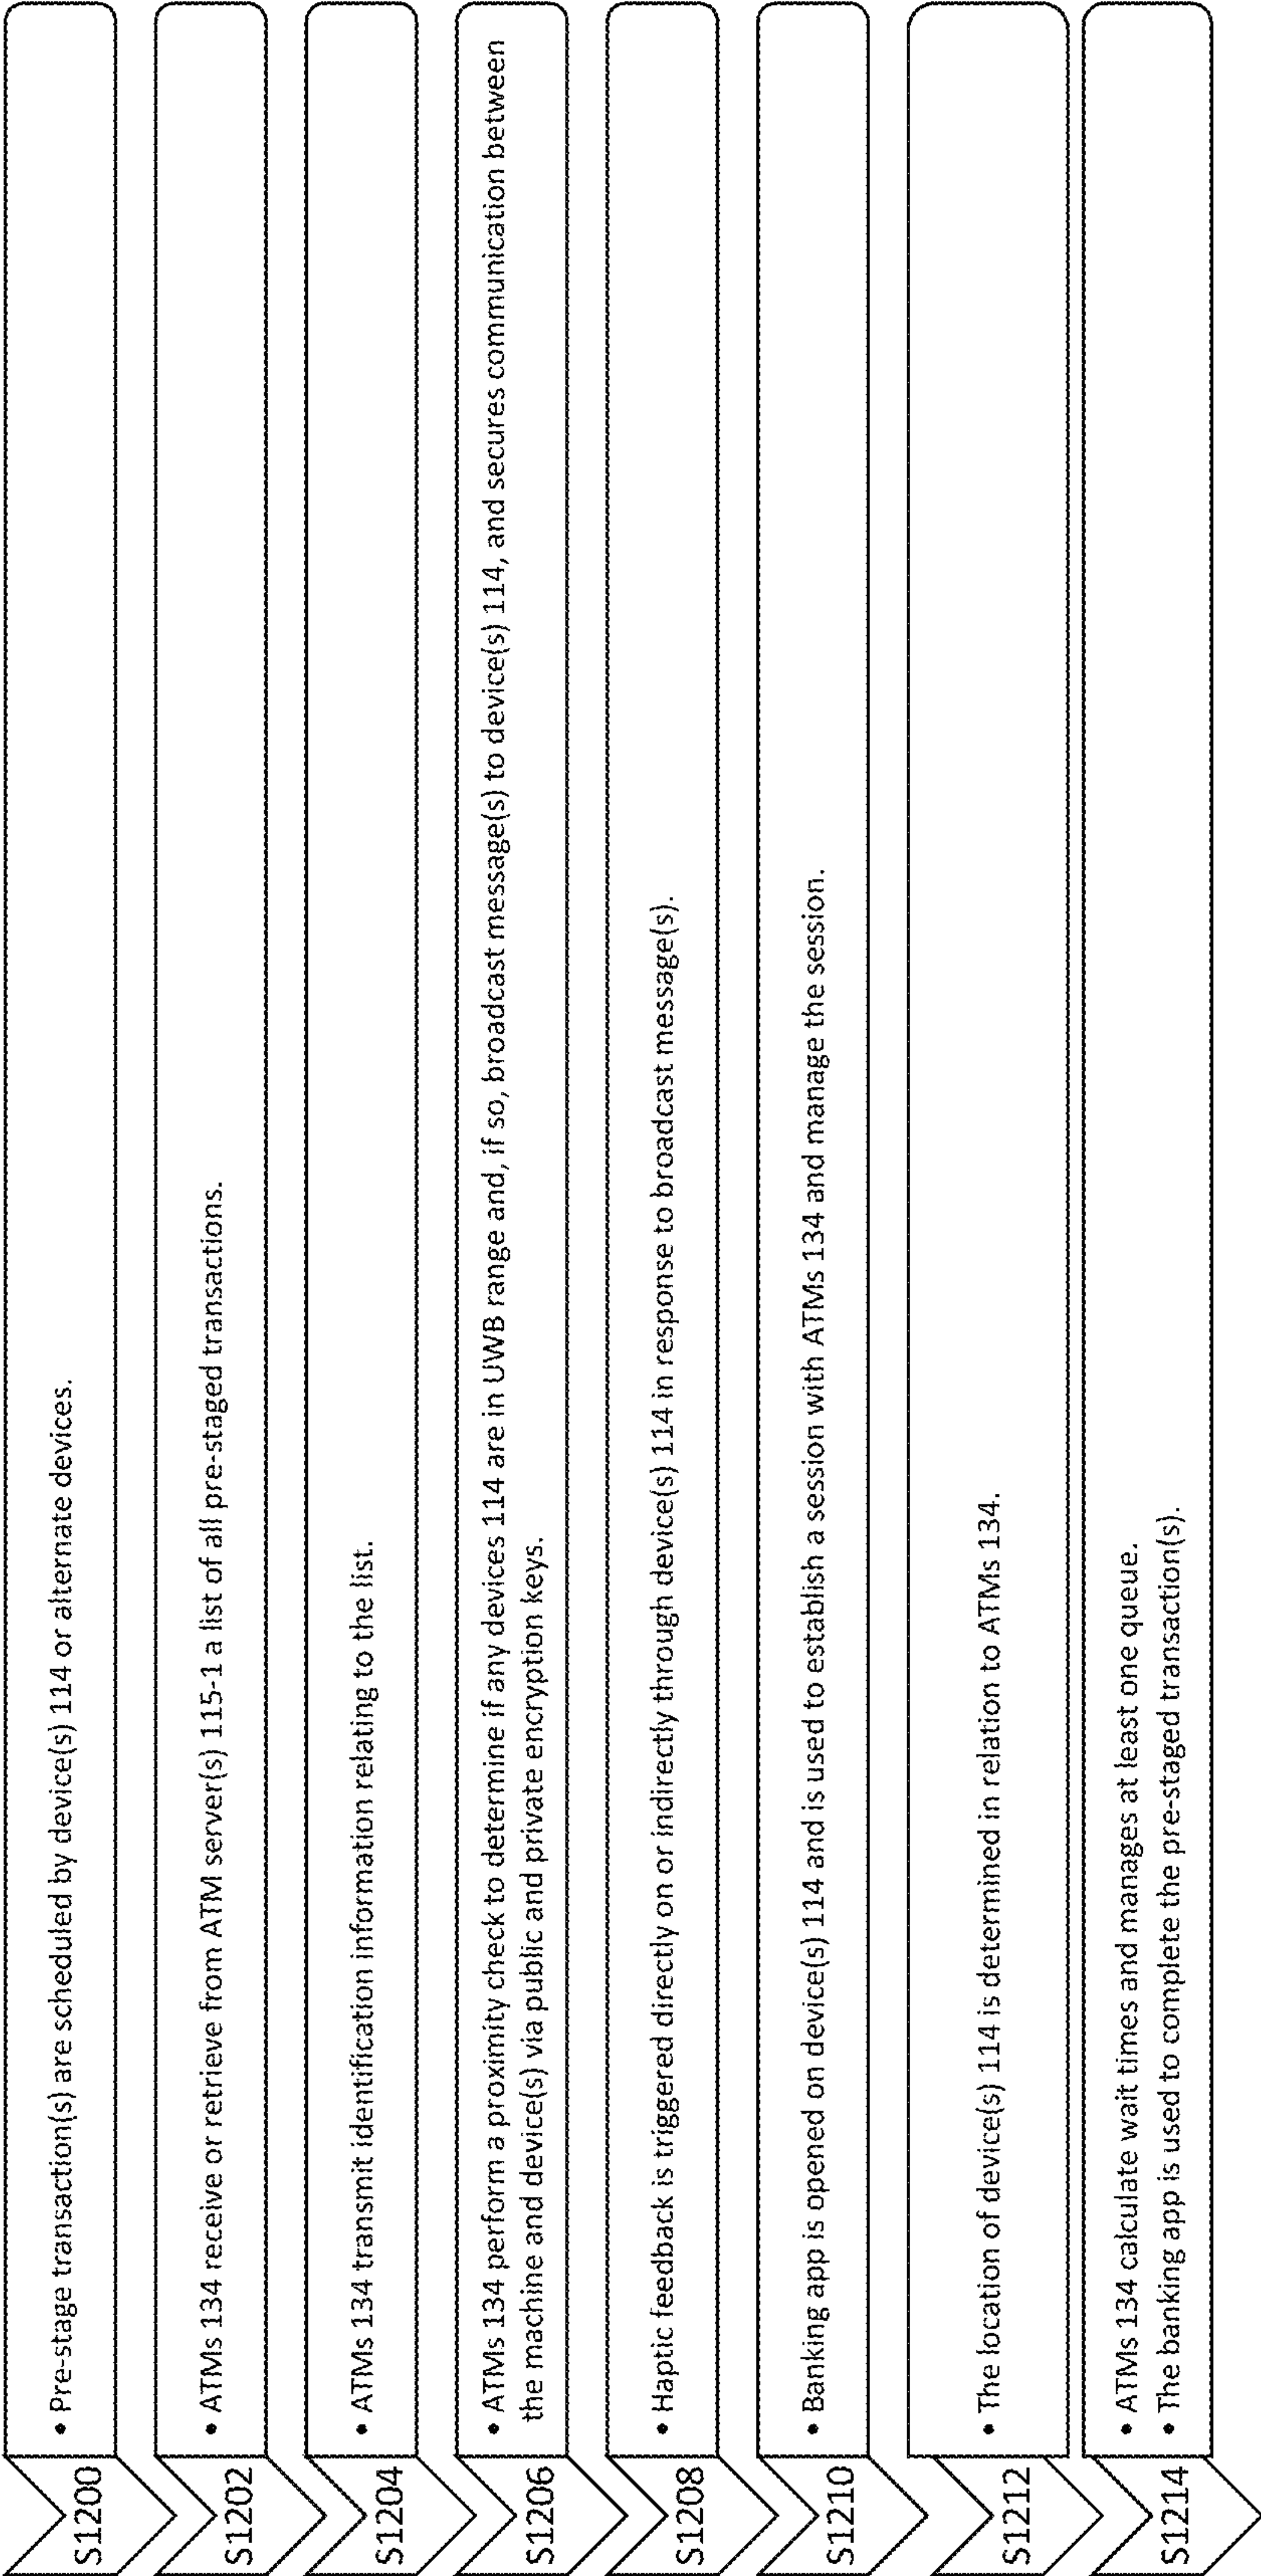 S1200
• Pre-stage transaction(s) are scheduled by device(s) 114 or alternate devices.
S1202
• ATMs 134 receive or retrieve from ATM server(s) 115-1 a list of all pre-staged transactions.
S1204
• ATMs 134 transmit identification information relating to the list.
S1206
• ATMs 134 perform a proximity check to determine if any devices 114 are in UWB range and, if so, broadcast message(s) to device(s) 114, and secures communication between
the machine and device(s) via public and private encryption keys.
S1208
• Haptic feedback is triggered directly on or indirectly through device(s) 114 in response to broadcast message(s).
S1210
• Banking app is opened on device(s) 114 and is used to establish a session with ATMs 134 and manage the session.
S1212
• The location of device(s) 114 is determined in relation to ATMs 134.
S1214
• ATMs 134 calculate wait times and manages at least one queue.
• The banking app is used to complete the pre-staged transaction(s).